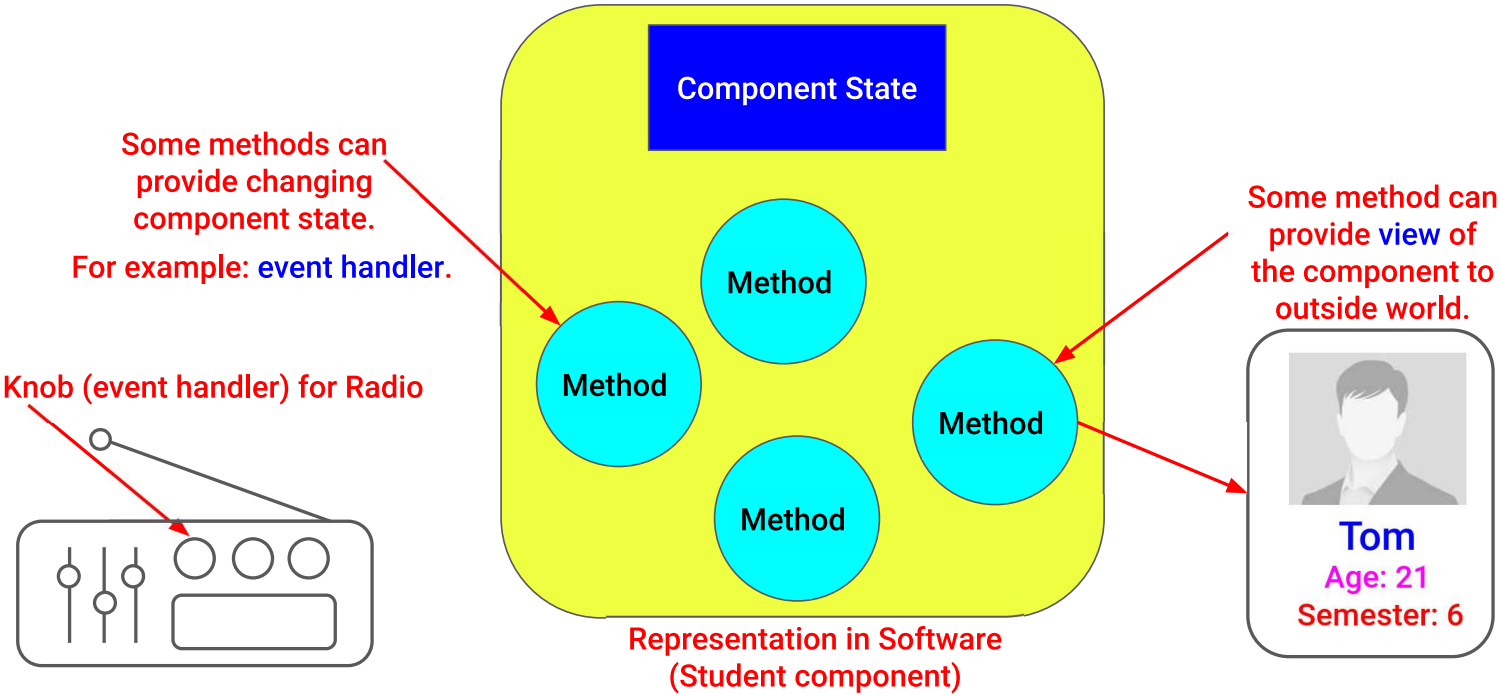 Component State
Some methods can
provide changing
component state.
For example: event handler.
Method
Method
Method
Method
Some method can
provide view of
the component to
outside world.
Knob (event handler) for Radio
Tom
Age: 21
Semester: 6
Representation in Software
(Student component)